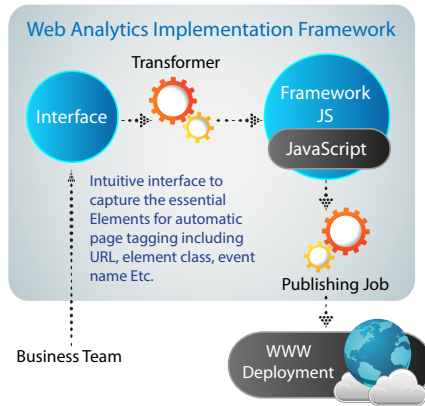 Web Analytics Implementation Framework
Transformer
Interface
Framework
JS
JavaScript
Intuitive interface to
capture the essential
Elements for automatic
page tagging including
URL, element class, event
name Etc.
Publishing Job
Business Team
WWW
Deployment